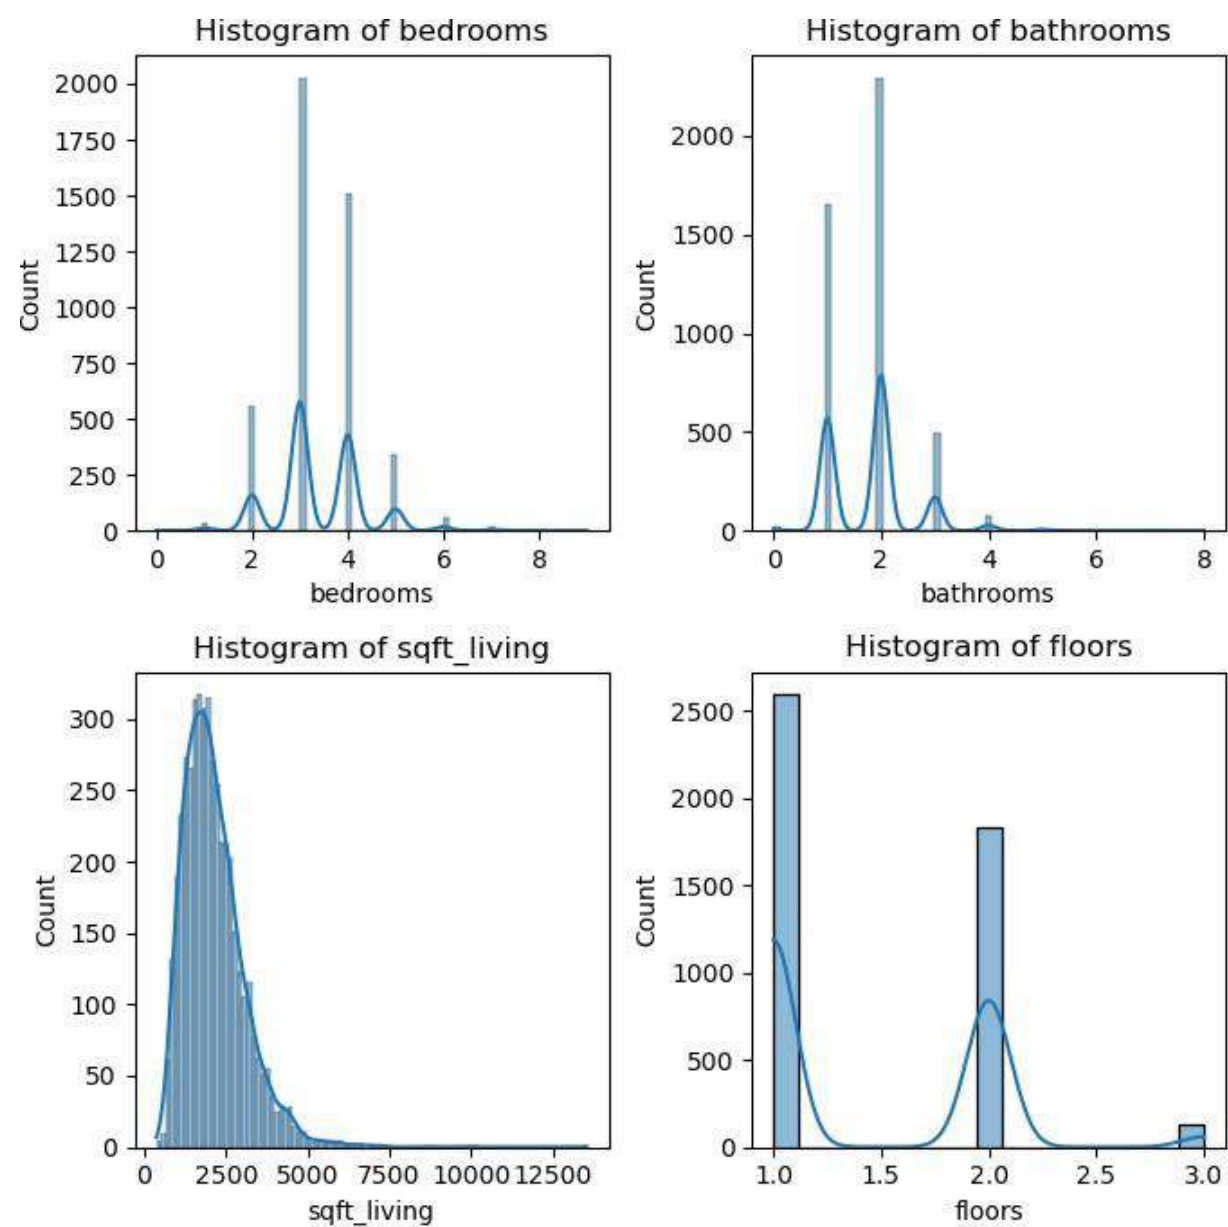 Histogram of bedrooms
2000
1750
1500
1250
1000
750
500
250
0
Count
0 2 4 6 8
bedrooms
Histogram of bathrooms
2000
1500
1000
500
0
Count
0 2 4 6 8
bathrooms
Histogram of sqft_living
300
250
200
150
100
50
0
Count
0 2500 5000 7500 10000 12500
sqft_living
Histogram of floors
2500
2000
1500
1000
500
0
Count
1.0 1.5 2.0 2.5 3.0
floors